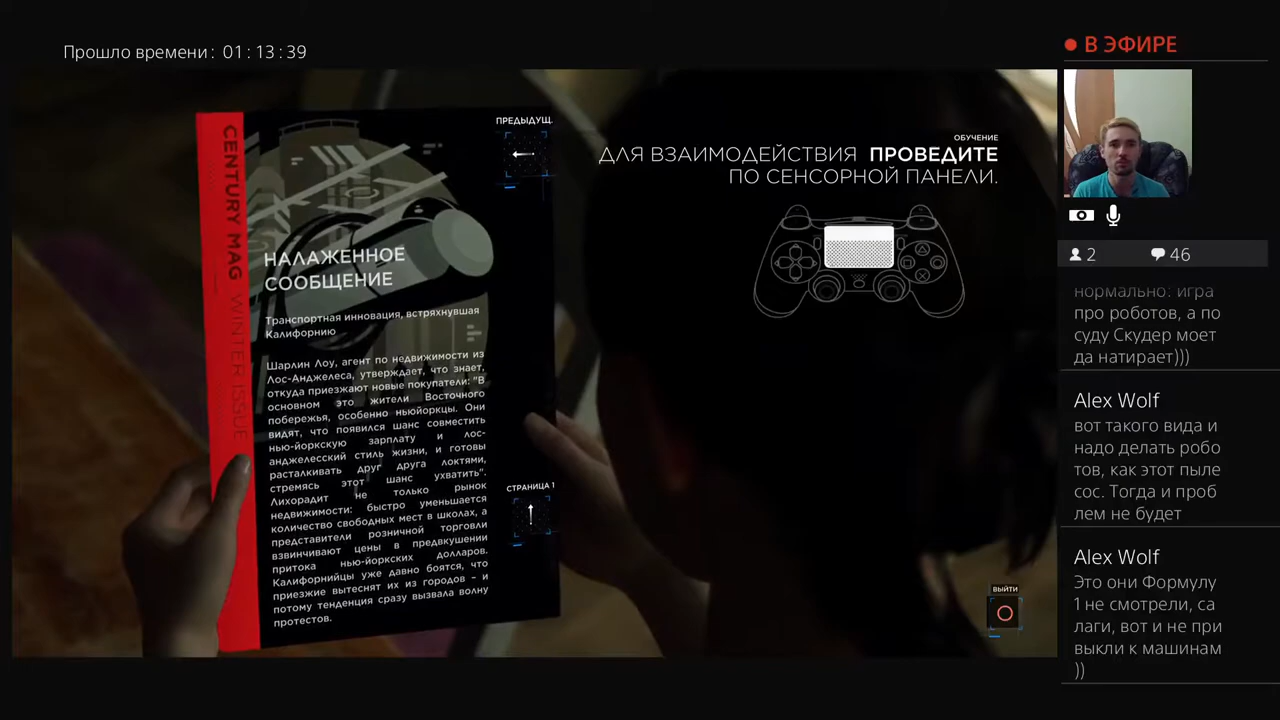 Прошло времени: 01:13:39
В ЭФИРЕ
CENTURY MAG WINTER ISSUE
ПРЕДЫДУЩ.
НАЛАЖЕННОЕ
СООБЩЕНИЕ
Транспортная инновация, встряхнувшая
Калифорнию
Шарлин Лоу, агент по недвижимости из
Лос-Анджелеса, утверждает, что знает,
откуда приезжают новые покупатели: "В
основном это жители Восточного
побережья, особенно ньюйоркцы. Они
видят, что появился шанс совместить
нью-йоркскую зарплату и лос-
анджелесский стиль жизни, и готовы
расталкивать друг друга локтями,
стремясь этот шанс ухватить".
Лихорадит не только рынок
недвижимости: быстро уменьшается
количество свободных мест в школах, а
представители розничной торговли
взвинчивают цены в предвкушении
притока нью-йоркских долларов.
Калифорнийцы уже давно боятся, что
приезжие вытеснят их из городов – и
потому тенденция сразу вызвала волну
протестов.
СТРАНИЦА 1
ОБУЧЕНИЕ
ДЛЯ ВЗАИМОДЕЙСТВИЯ ПРОВЕДИТЕ
ПО СЕНСОРНОЙ ПАНЕЛИ.
ВЫЙТИ
2 46
нормально: игра
про роботов, а по
суду Скудер моет
да натирает)))
Alex Wolf
вот такого вида и
надо делать робо
тов, как этот пыле
сос. Тогда и проб
лем не будет
Alex Wolf
Это они Формулу
1 не смотрели, са
лаги, вот и не при
выкли к машинам
))